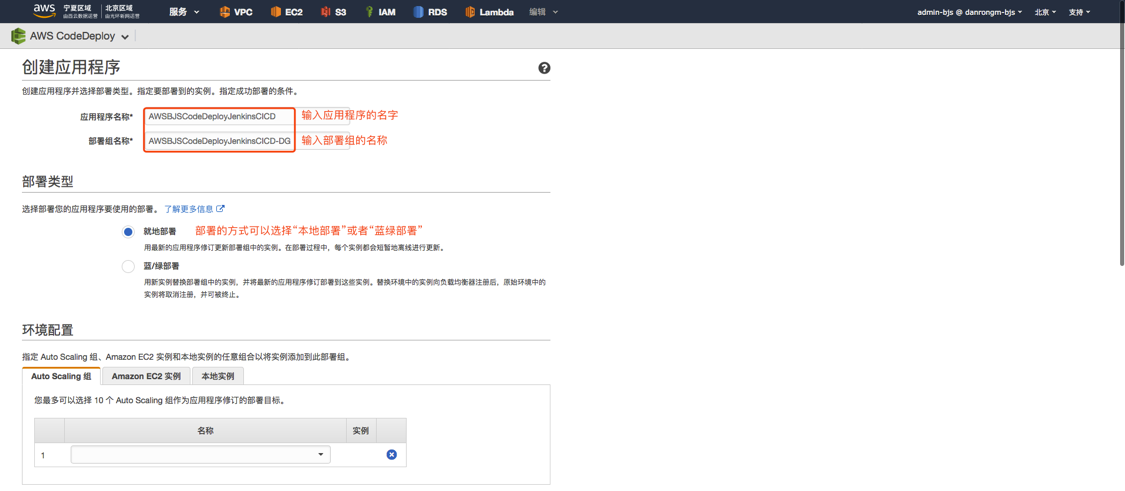 aws 宁夏区域 由西云数据运营 北京区域 由光环新网运营 服务 VPC EC2 S3 IAM RDS Lambda 编辑 admin-bjs @ danrongm-bjs 北京 支持
AWS CodeDeploy
创建应用程序
创建应用程序并选择部署类型。指定要部署到的实例。指定成功部署的条件。
应用程序名称* AWSBJSCodeDeployJenkinsCICD 输入应用程序的名字
部署组名称* AWSBJSCodeDeployJenkinsCICD-DG 输入部署组的名称
部署类型
选择部署您的应用程序要使用的部署。 了解更多信息
就地部署 部署的方式可以选择“本地部署”或者“蓝绿部署”
用最新的应用程序修订更新部署组中的实例。在部署过程中，每个实例都会短暂地离线进行更新。
蓝/绿部署
用新实例替换部署组中的实例，并将最新的应用程序修订部署到这些实例。替换环境中的实例向负载均衡器注册后，原始环境中的
实例将取消注册，并可被终止。
环境配置
指定 Auto Scaling 组、Amazon EC2 实例和本地实例的任意组合以将实例添加到此部署组。
Auto Scaling 组 Amazon EC2 实例 本地实例
您最多可以选择 10 个 Auto Scaling 组作为应用程序修订的部署目标。
名称 实例
1